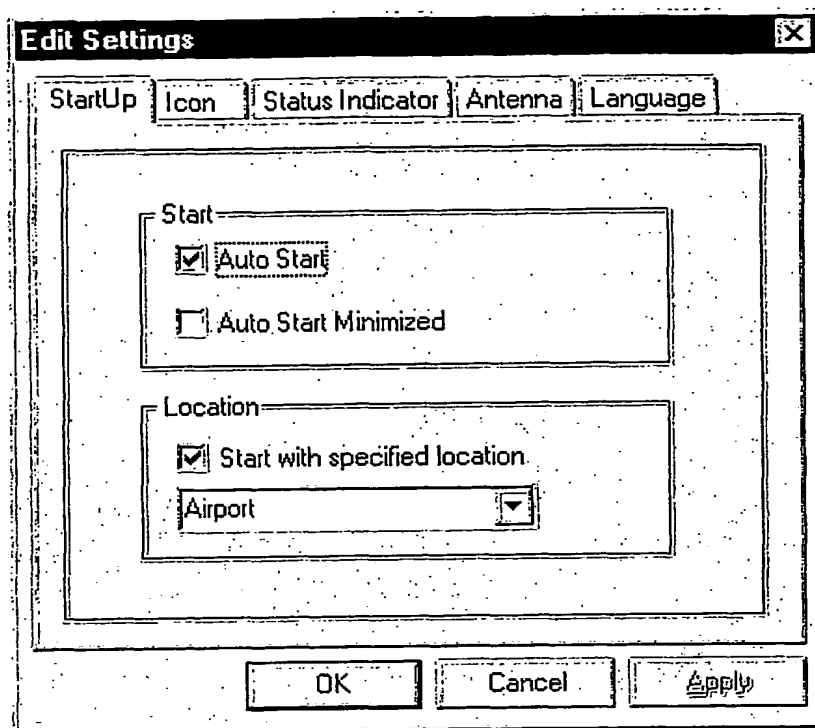 Edit Settings
StartUp Icon Status Indicator Antenna Language
Start
Auto Start
Auto Start Minimized
Location
Start with specified location
Airport
OK Cancel Apply